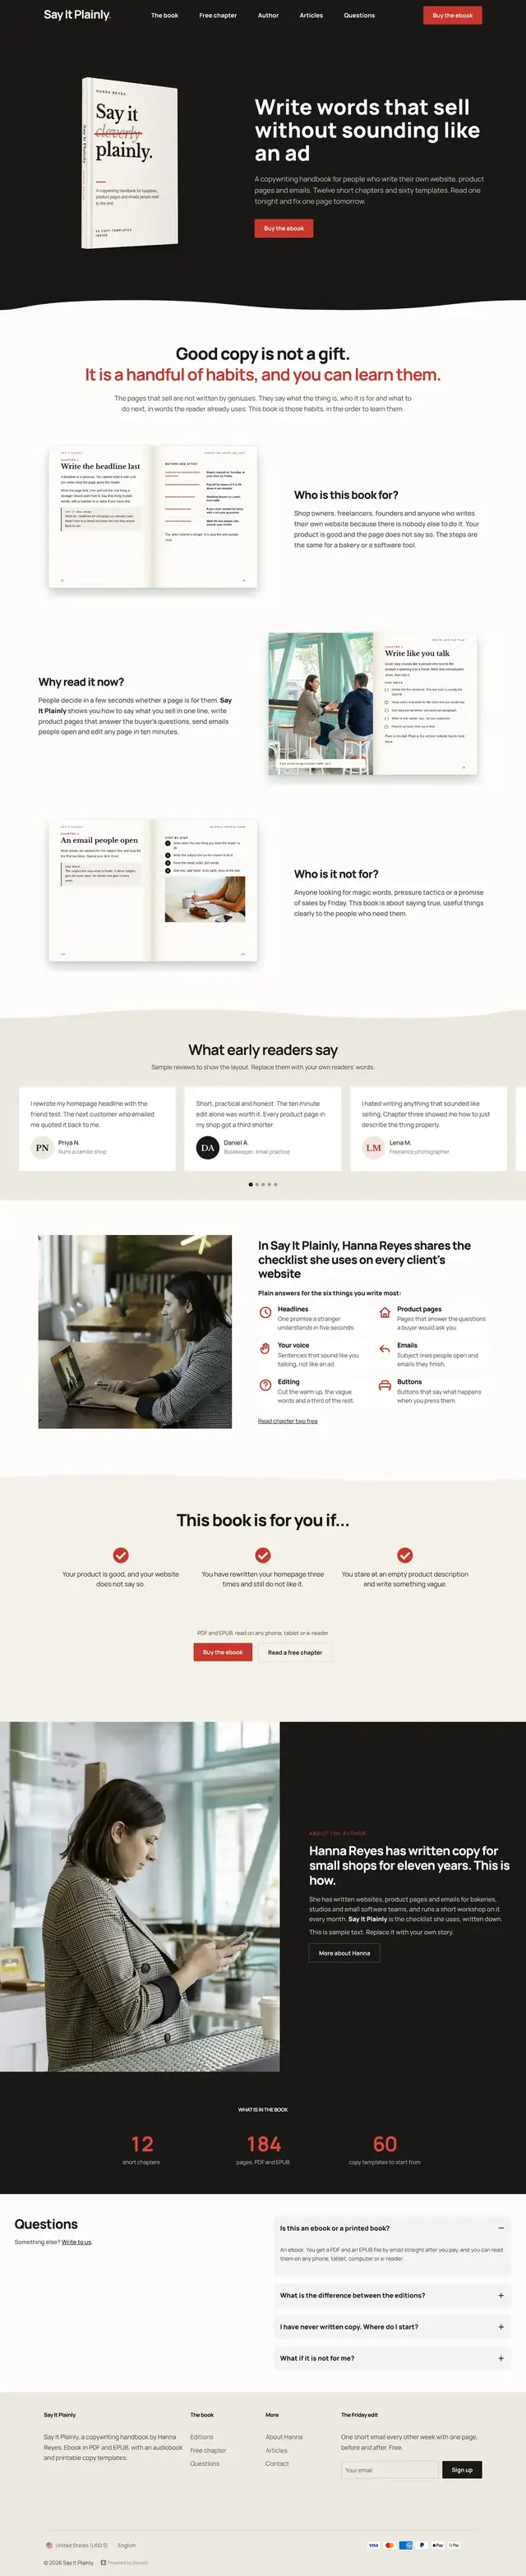 Say It Plainly.
The book
Free chapter
Author
Articles
Questions
Buy the ebook
HANNA REYES
Say it
cleverly
plainly.
A copywriting handbook for headlines,
product pages and emails people read
to the end
60 COPY TEMPLATES
INSIDE
Write words that sell
without sounding like
an ad
A copywriting handbook for people who write their own website, product
pages and emails. Twelve short chapters and sixty templates. Read one
tonight and fix one page tomorrow.
Buy the ebook
Good copy is not a gift.
It is a handful of habits, and you can learn them.
The pages that sell are not written by geniuses. They say what the thing is, who it is for and what to
do next, in words the reader already uses. This book is those habits, in the order to learn them.
Write the headline last
BEFORE AND AFTER
Who is this book for?
Shop owners, freelancers, founders and anyone who writes
their own website because there is nobody else to do it. Your
product is good and the page does not say so. The steps are
the same for a bakery or a software tool.
Why read it now?
People decide in a few seconds whether a page is for them. Say
It Plainly shows you how to say what you sell in one line, write
product pages that answer the buyer's questions, send emails
people open and edit any page in ten minutes.
Write like you talk
An email people open
STEP BY STEP
Who is it not for?
Anyone looking for magic words, pressure tactics or a promise
of sales by Friday. This book is about saying true, useful things
clearly to the people who need them.
What early readers say
Sample reviews to show the layout. Replace them with your own readers' words.
I rewrote my homepage headline with the
friend test. The next customer who emailed
me quoted it back to me.
PN
Priya N.
Runs a candle shop
Short, practical and honest. The ten minute
edit alone was worth it. Every product page in
my shop got a third shorter.
DA
Daniel A.
Bookkeeper, small practice
I hated writing anything that sounded like
selling. Chapter three showed me how to just
describe the thing properly.
LM
Lena M.
Freelance photographer
In Say It Plainly, Hanna Reyes shares the
checklist she uses on every client's
website
Plain answers for the six things you write most:
Headlines
One promise a stranger
understands in five seconds.
Product pages
Pages that answer the questions
a buyer would ask you.
Your voice
Sentences that sound like you
talking, not like an ad.
Emails
Subject lines people open and
emails they finish.
Editing
Cut the warm up, the vague
words and a third of the rest.
Buttons
Buttons that say what happens
when you press them.
Read chapter two free
This book is for you if...
Your product is good, and your website
does not say so.
You have rewritten your homepage three
times and still do not like it.
You stare at an empty product description
and write something vague.
PDF and EPUB, read on any phone, tablet or e-reader
Buy the ebook
Read a free chapter
ABOUT THE AUTHOR
Hanna Reyes has written copy for
small shops for eleven years. This is
how.
She has written websites, product pages and emails for bakeries,
studios and small software teams, and runs a short workshop on it
every month. Say It Plainly is the checklist she uses, written down.
This is sample text. Replace it with your own story.
More about Hanna
WHAT IS IN THE BOOK
12
short chapters
184
pages, PDF and EPUB
60
copy templates to start from
Questions
Something else? Write to us.
Is this an ebook or a printed book?
An ebook. You get a PDF and an EPUB file by email straight after you pay, and you can read
them on any phone, tablet, computer or e-reader.
What is the difference between the editions?
I have never written copy. Where do I start?
What if it is not for me?
Say It Plainly
Say It Plainly, a copywriting handbook by Hanna
Reyes. Ebook in PDF and EPUB, with an audiobook
and printable copy templates.
The book
Editions
Free chapter
Questions
More
About Hanna
Articles
Contact
The Friday edit
One short email every other week with one page,
before and after. Free.
Your email
Sign up
United States (USD $)
English
VISA
Pay
G Pay
© 2026 Say It Plainly